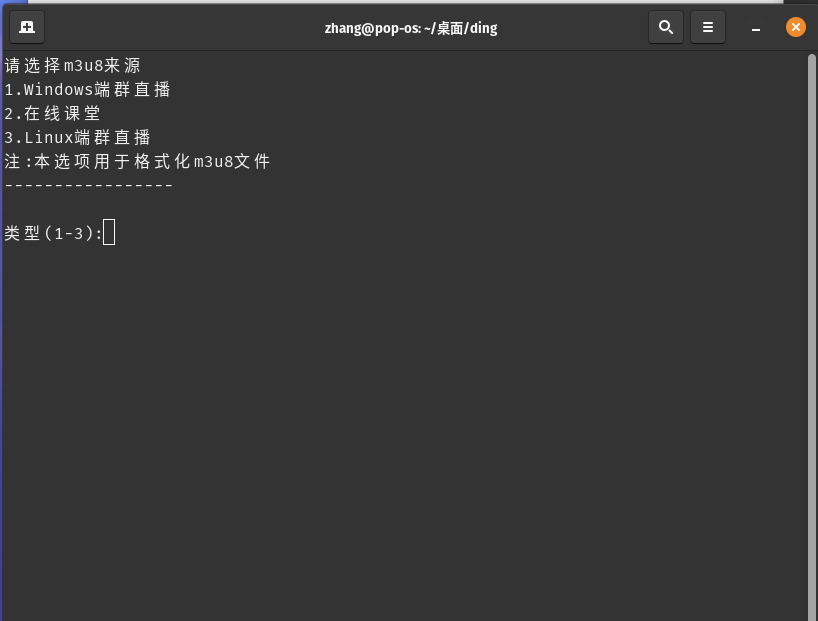 zhang@pop-os: ~/桌面/ding
请选择m3u8来源
1.Windows端群直播
2.在线课堂
3.Linux端群直播
注:本选项用于格式化m3u8文件
-----------------
类型(1-3):